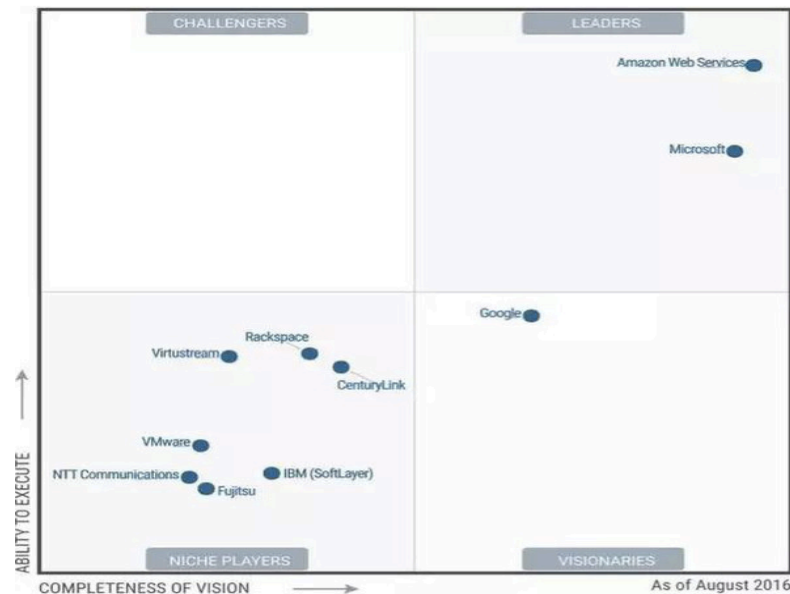 CHALLENGERS
LEADERS
Amazon Web Services
Microsoft
Google
Rackspace
Virtustream
CenturyLink
VMware
NTT Communications
IBM (SoftLayer)
Fujitsu
ABILITY TO EXECUTE
NICHE PLAYERS
VISIONARIES
COMPLETENESS OF VISION
As of August 2016